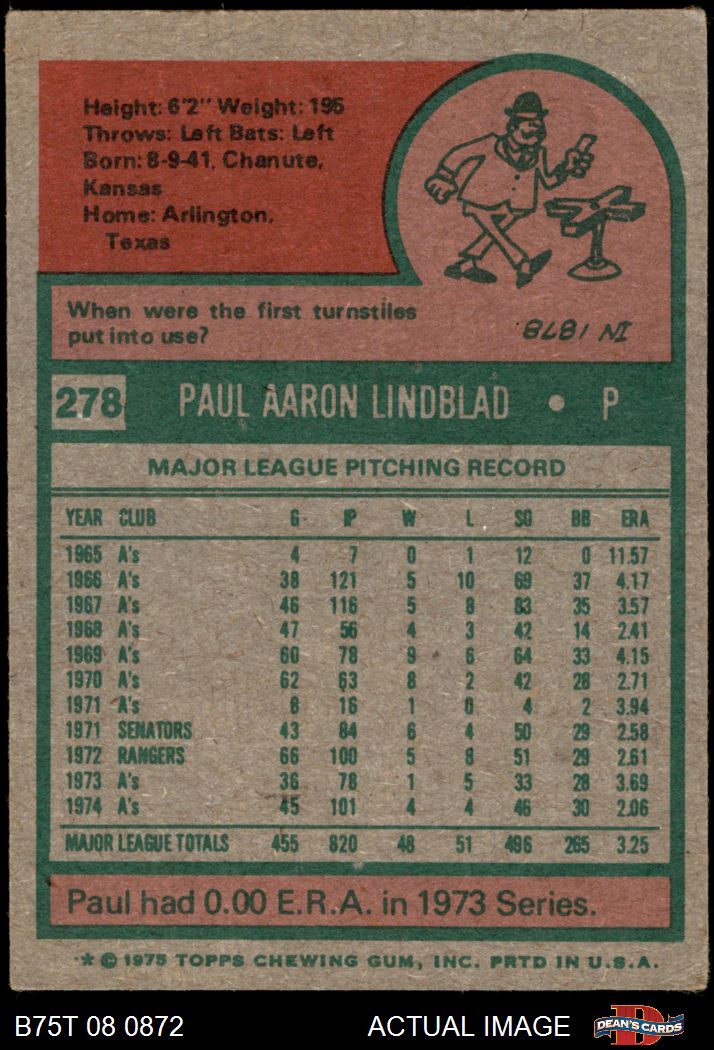 Height: 6'2" Weight: 195
Throws: Left Bats: Left
Born: 8-9-41, Chanute,
Kansas
Home: Arlington,
Texas
When were the first turnstiles
put into use?
IN 1878.
278 PAUL AARON LINDBLAD • P
MAJOR LEAGUE PITCHING RECORD
YEAR CLUB G IP W L SO BB ERA
1965 A's 4 7 0 1 12 0 11.57
1966 A's 38 121 5 10 69 37 4.17
1967 A's 46 116 5 8 83 35 3.57
1968 A's 47 56 4 3 42 14 2.41
1969 A's 60 78 9 6 64 33 4.15
1970 A's 62 63 8 2 42 28 2.71
1971 A's 8 16 1 0 4 2 3.94
1971 SENATORS 43 84 6 4 50 29 2.58
1972 RANGERS 66 100 5 8 51 29 2.61
1973 A's 36 78 1 5 33 28 3.69
1974 A's 45 101 4 4 46 30 2.06
MAJOR LEAGUE TOTALS 455 820 48 51 496 265 3.25
Paul had 0.00 E.R.A. in 1973 Series.
* © 1975 TOPPS CHEWING GUM, INC. PRTD IN U.S.A.
B75T 08 0872 ACTUAL IMAGE D DEAN'S CARDS